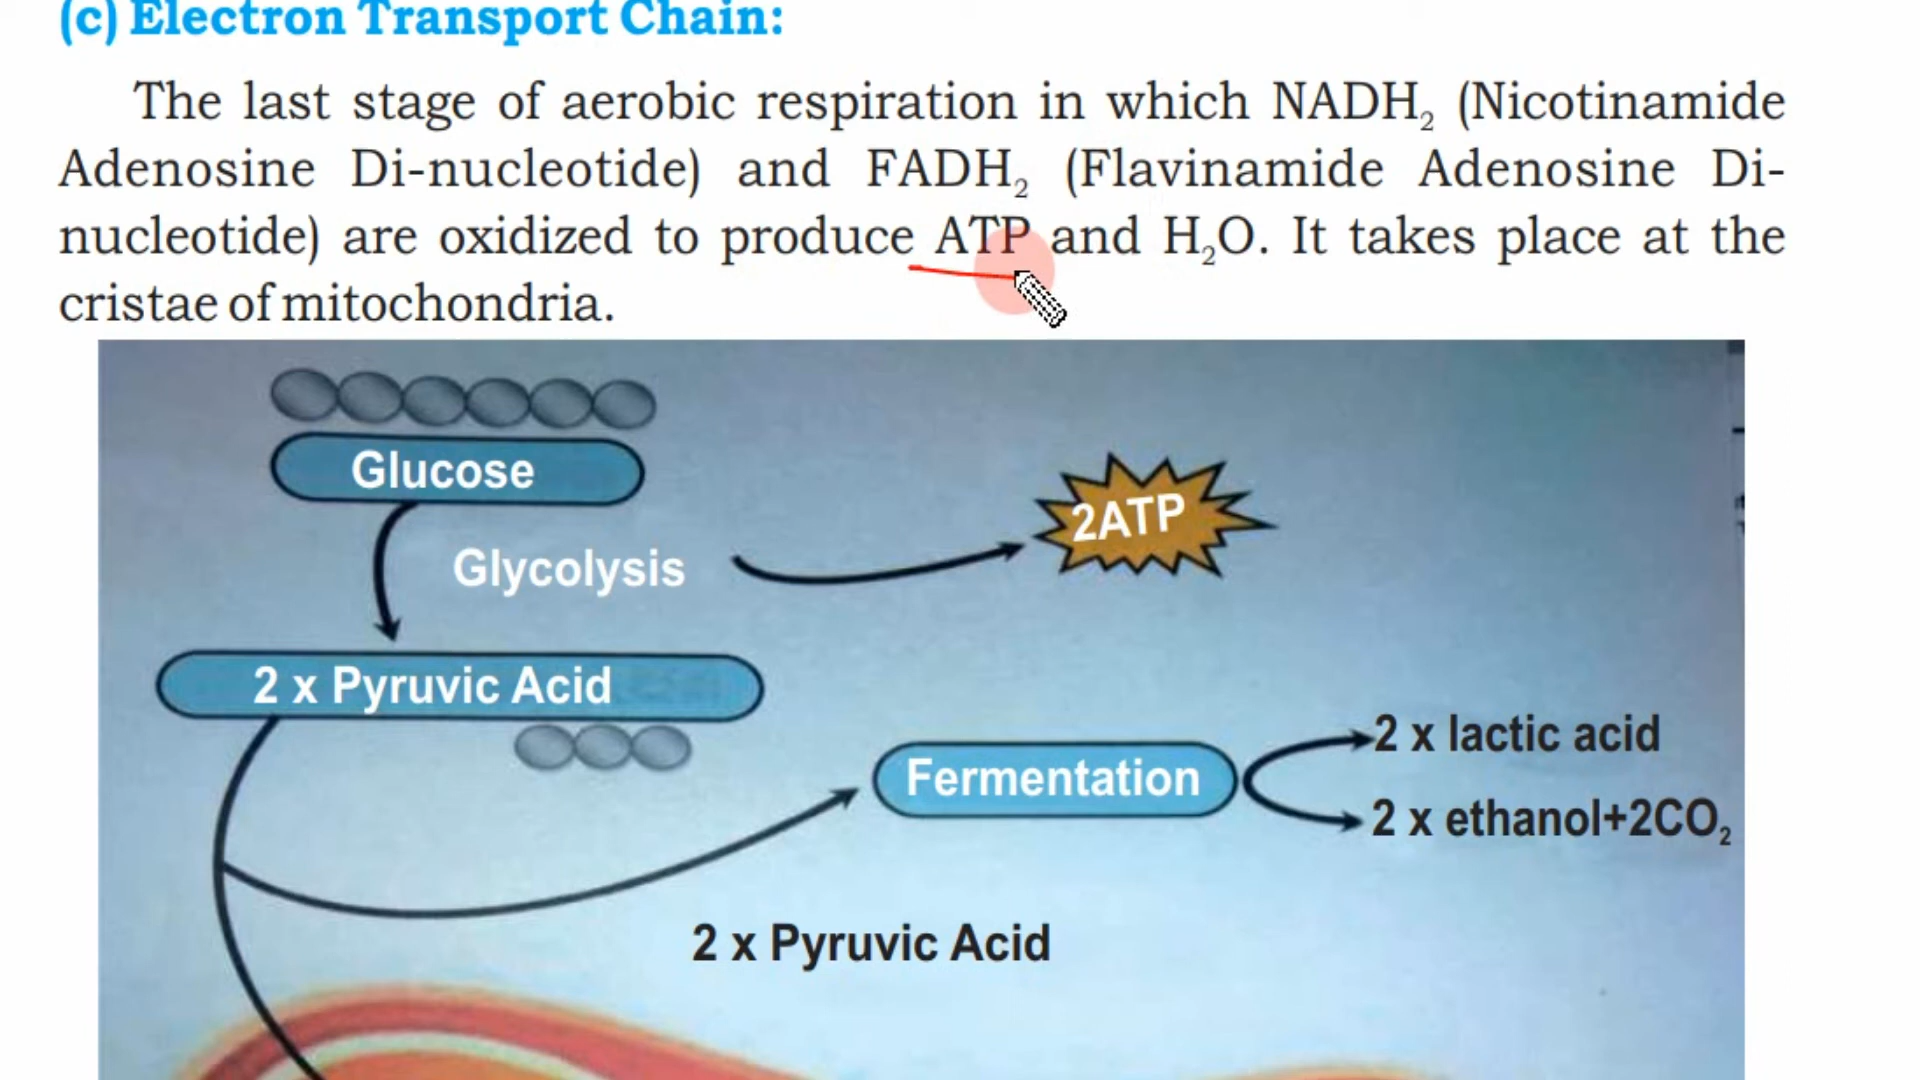 (c) Electron Transport Chain:
The last stage of aerobic respiration in which NADH₂ (Nicotinamide
Adenosine Di-nucleotide) and FADH₂ (Flavinamide Adenosine Di-
nucleotide) are oxidized to produce ATP and H₂O. It takes place at the
cristae of mitochondria.
Glucose
2ATP
Glycolysis
2 x Pyruvic Acid
2 x lactic acid
Fermentation
2 x ethanol+2CO₂
2 x Pyruvic Acid